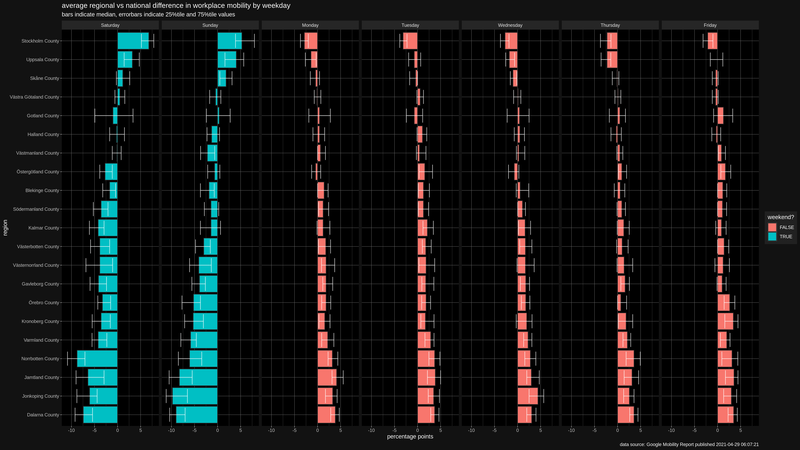 average regional vs national difference in workplace mobility by weekday
bars indicate median, errorbars indicate 25%tile and 75%tile values
Saturday Sunday Monday Tuesday Wednesday Thursday Friday
Stockholm County
Uppsala County
Skåne County
Västra Götaland County
Gotland County
Halland County
Västmanland County
Östergötland County
Blekinge County
Södermanland County
Kalmar County
Västerbotten County
Västernorrland County
Gavleborg County
Örebro County
Kronoberg County
Varmland County
Norrbotten County
Jamtland County
Jonkoping County
Dalarna County
region
weekend?
FALSE
TRUE
-10 -5 0 5 -10 -5 0 5 -10 -5 0 5 -10 -5 0 5 -10 -5 0 5 -10 -5 0 5 -10 -5 0 5
percentage points
data source: Google Mobility Report published 2021-04-29 06:07:21